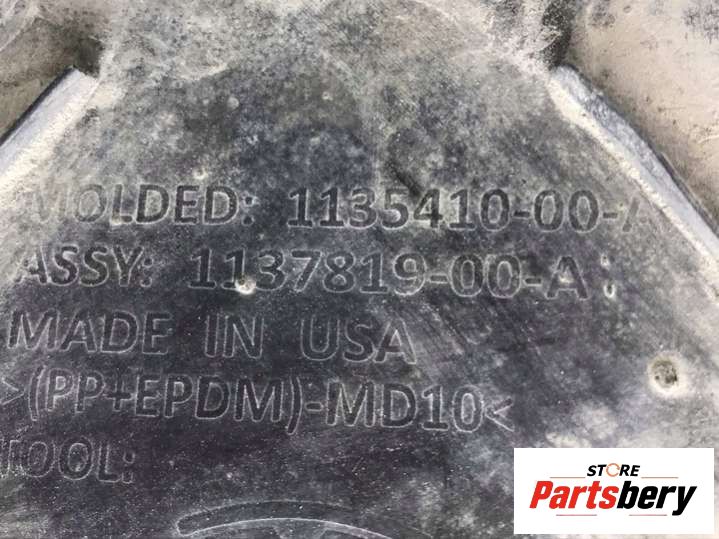 MOLDED: 1135410-00-A
ASSY: 1137819-00-A
MADE IN USA
>(PP+EPDM)-MD10<
TOOL:
STORE
Partsbery